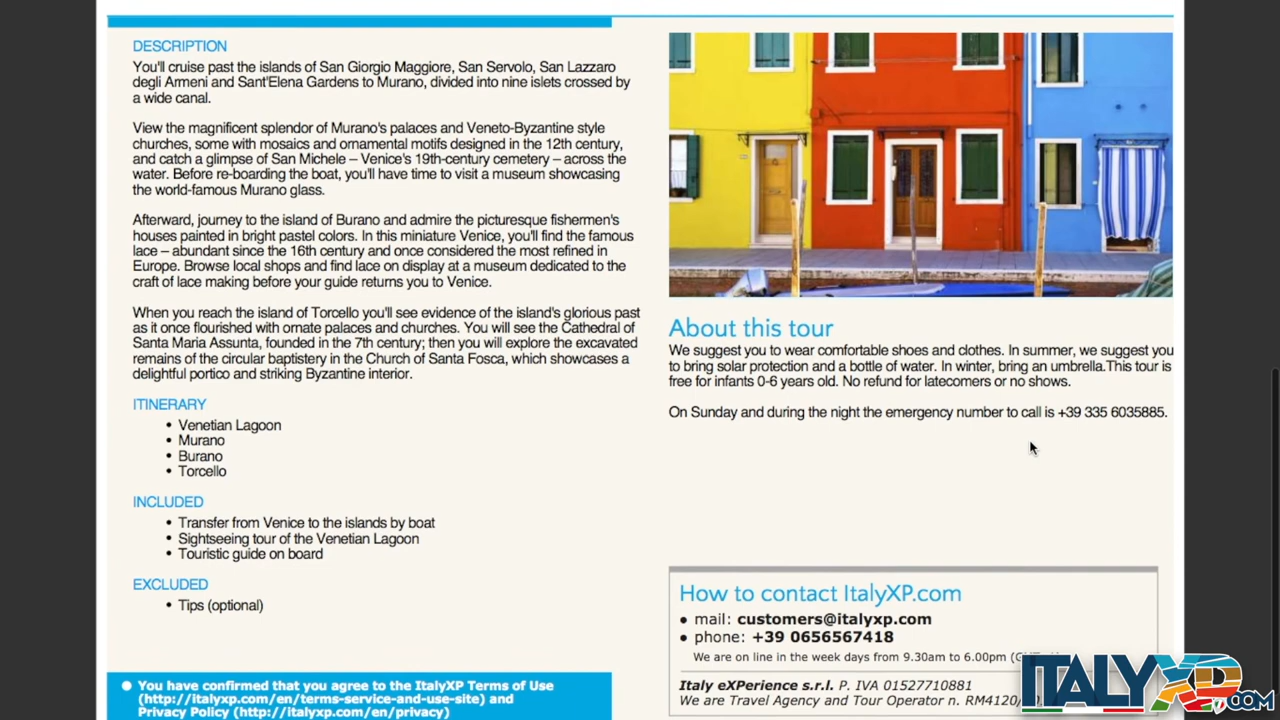 DESCRIPTION
You'll cruise past the islands of San Giorgio Maggiore, San Servolo, San Lazzaro
degli Armeni and Sant'Elena Gardens to Murano, divided into nine islets crossed by
a wide canal.
View the magnificent splendor of Murano's palaces and Veneto-Byzantine style
churches, some with mosaics and ornamental motifs designed in the 12th century,
and catch a glimpse of San Michele – Venice's 19th-century cemetery – across the
water. Before re-boarding the boat, you'll have time to visit a museum showcasing
the world-famous Murano glass.
Afterward, journey to the island of Burano and admire the picturesque fishermen's
houses painted in bright pastel colors. In this miniature Venice, you'll find the famous
lace – abundant since the 16th century and once considered the most refined in
Europe. Browse local shops and find lace on display at a museum dedicated to the
craft of lace making before your guide returns you to Venice.
When you reach the island of Torcello you'll see evidence of the island's glorious past
as it once flourished with ornate palaces and churches. You will see the Cathedral of
Santa Maria Assunta, founded in the 7th century; then you will explore the excavated
remains of the circular baptistery in the Church of Santa Fosca, which showcases a
delightful portico and striking Byzantine interior.
ITINERARY
• Venetian Lagoon
• Murano
• Burano
• Torcello
INCLUDED
• Transfer from Venice to the islands by boat
• Sightseeing tour of the Venetian Lagoon
• Touristic guide on board
EXCLUDED
• Tips (optional)
● You have confirmed that you agree to the ItalyXP Terms of Use
(http://italyxp.com/en/terms-service-and-use-site) and
Privacy Policy (http://italyxp.com/en/privacy)
About this tour
We suggest you to wear comfortable shoes and clothes. In summer, we suggest you
to bring solar protection and a bottle of water. In winter, bring an umbrella.This tour is
free for infants 0-6 years old. No refund for latecomers or no shows.
On Sunday and during the night the emergency number to call is +39 335 6035885.
How to contact ItalyXP.com
● mail: customers@italyxp.com
● phone: +39 0656567418
We are on line in the week days from 9.30am to 6.00pm
Italy eXPerience s.r.l. P. IVA 01527710881
We are Travel Agency and Tour Operator n. RM4120/
ITALYXP.COM